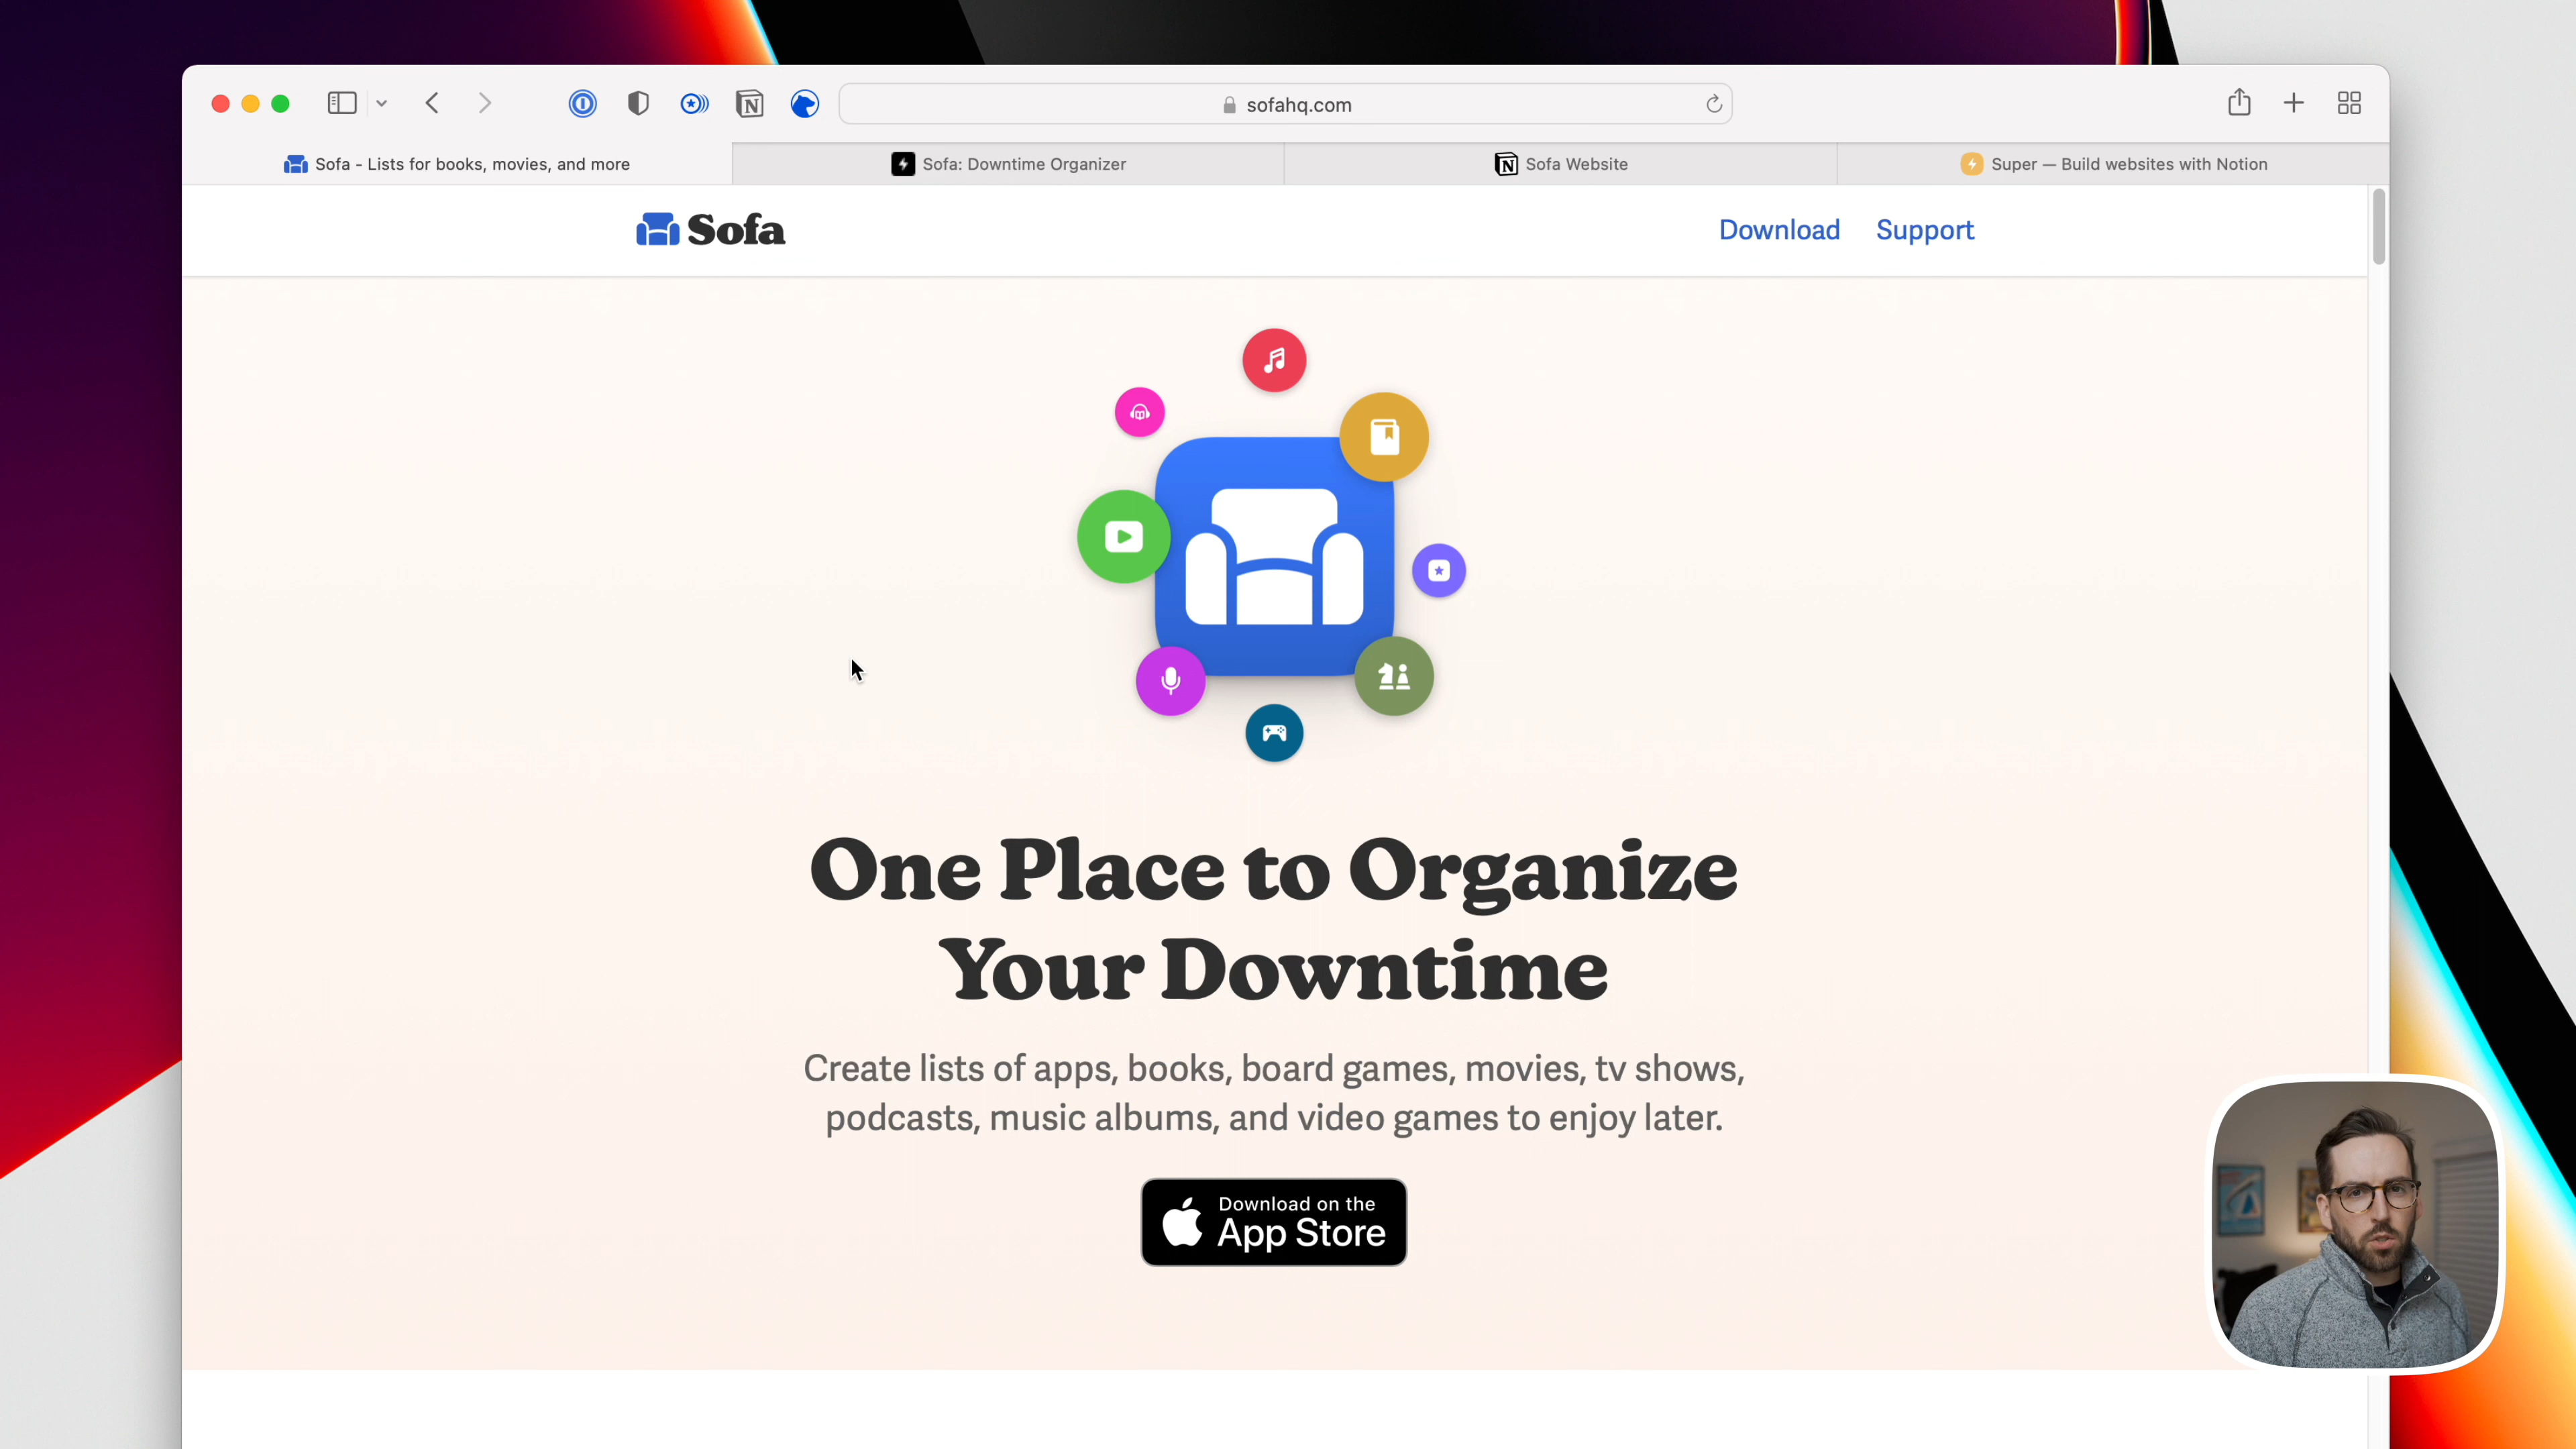 sofahq.com
Sofa - Lists for books, movies, and more
Sofa: Downtime Organizer
Sofa Website
Super — Build websites with Notion
Sofa
Download
Support
One Place to Organize
Your Downtime
Create lists of apps, books, board games, movies, tv shows,
podcasts, music albums, and video games to enjoy later.
Download on the
App Store